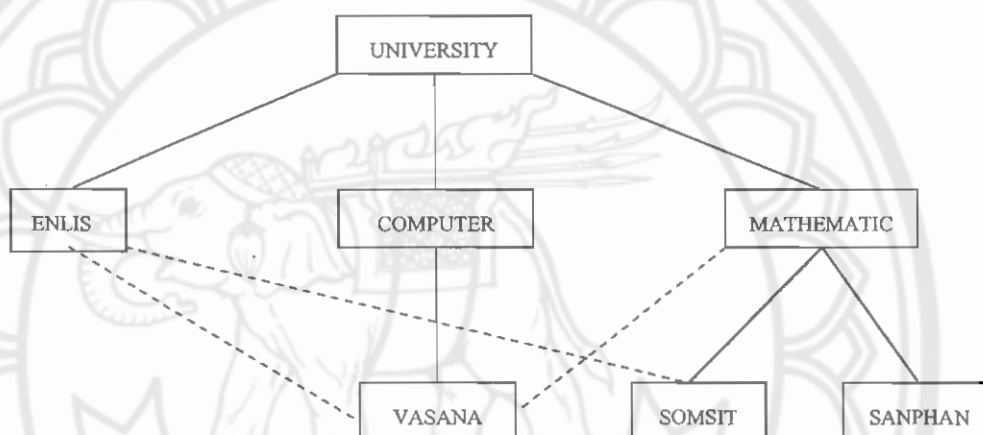 UNIVERSITY
ENLIS COMPUTER MATHEMATIC
VASANA SOMSIT SANPHAN